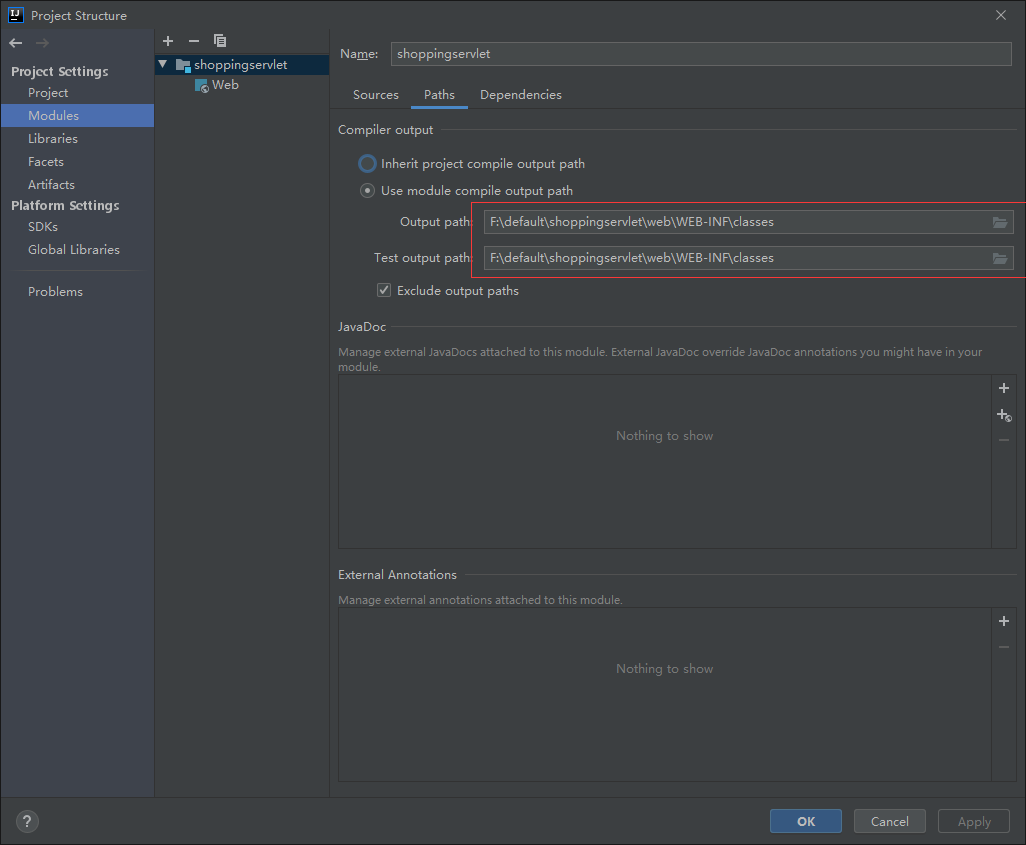 IJ
Project Structure
Project Settings
Project
Modules
Libraries
Facets
Artifacts
Platform Settings
SDKs
Global Libraries
Problems
shoppingservlet
Web
Name: shoppingservlet
Sources Paths Dependencies
Compiler output
Inherit project compile output path
Use module compile output path
Output path: F:\default\shoppingservlet\web\WEB-INF\classes
Test output path: F:\default\shoppingservlet\web\WEB-INF\classes
Exclude output paths
JavaDoc
Manage external JavaDocs attached to this module. External JavaDoc override JavaDoc annotations you might have in your
module.
Nothing to show
External Annotations
Manage external annotations attached to this module.
Nothing to show
? OK Cancel Apply